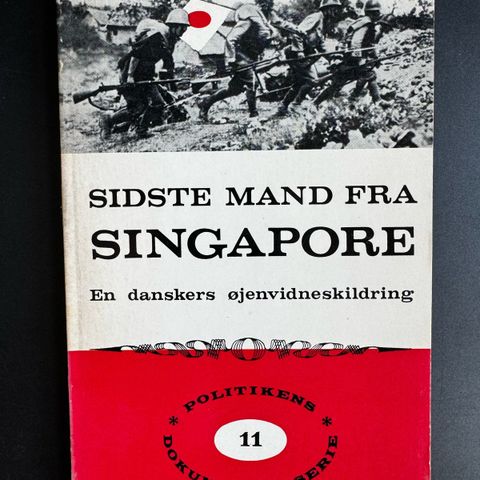 SIDSTE MAND FRA
SINGAPORE
En danskers øjenvidneskildring
* POLITIKENS *
11